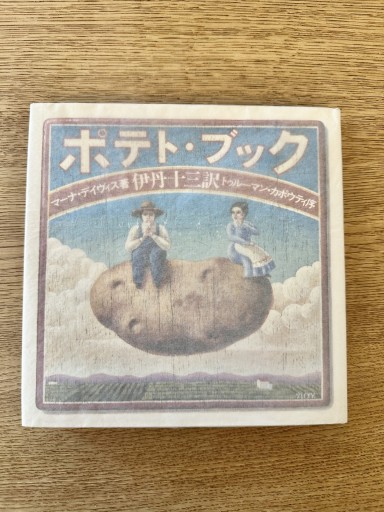 ポテト・ブック
マーナ・デイヴィス著 伊丹十三訳 トゥルーマン・カポウティ序